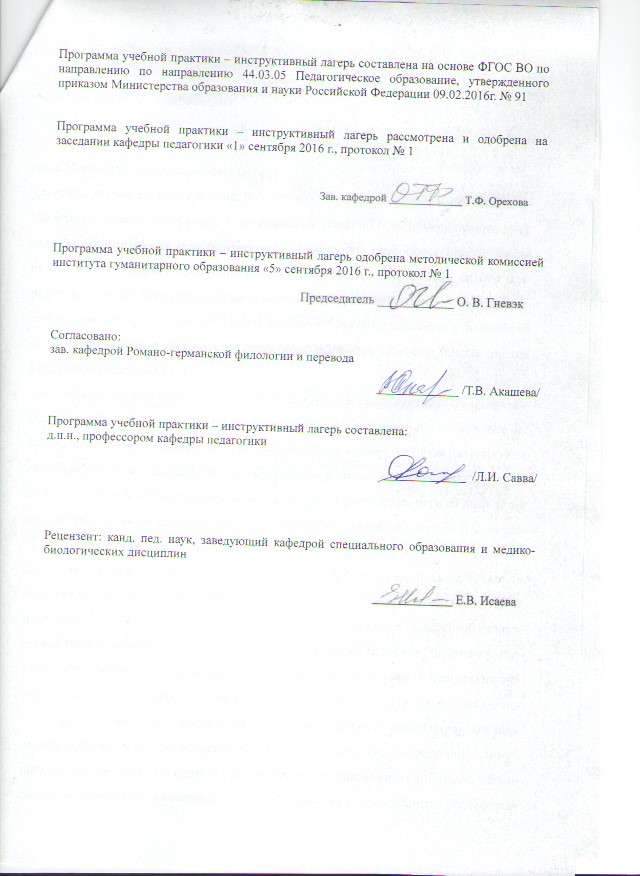 Программа учебной практики – инструктивный лагерь составлена на основе ФГОС ВО по
направлению по направлению 44.03.05 Педагогическое образование, утвержденного
приказом Министерства образования и науки Российской Федерации 09.02.2016г. № 91
Программа учебной практики – инструктивный лагерь рассмотрена и одобрена на
заседании кафедры педагогики «1» сентября 2016 г., протокол № 1
Зав. кафедрой Т.Ф. Орехова
Программа учебной практики – инструктивный лагерь одобрена методической комиссией
института гуманитарного образования «5» сентября 2016 г., протокол № 1
Председатель О. В. Гневэк
Согласовано:
зав. кафедрой Романо-германской филологии и перевода
/Т.В. Акашева/
Программа учебной практики – инструктивный лагерь составлена:
д.п.н., профессором кафедры педагогики
/Л.И. Савва/
Рецензент: канд. пед. наук, заведующий кафедрой специального образования и медико-
биологических дисциплин
Е.В. Исаева